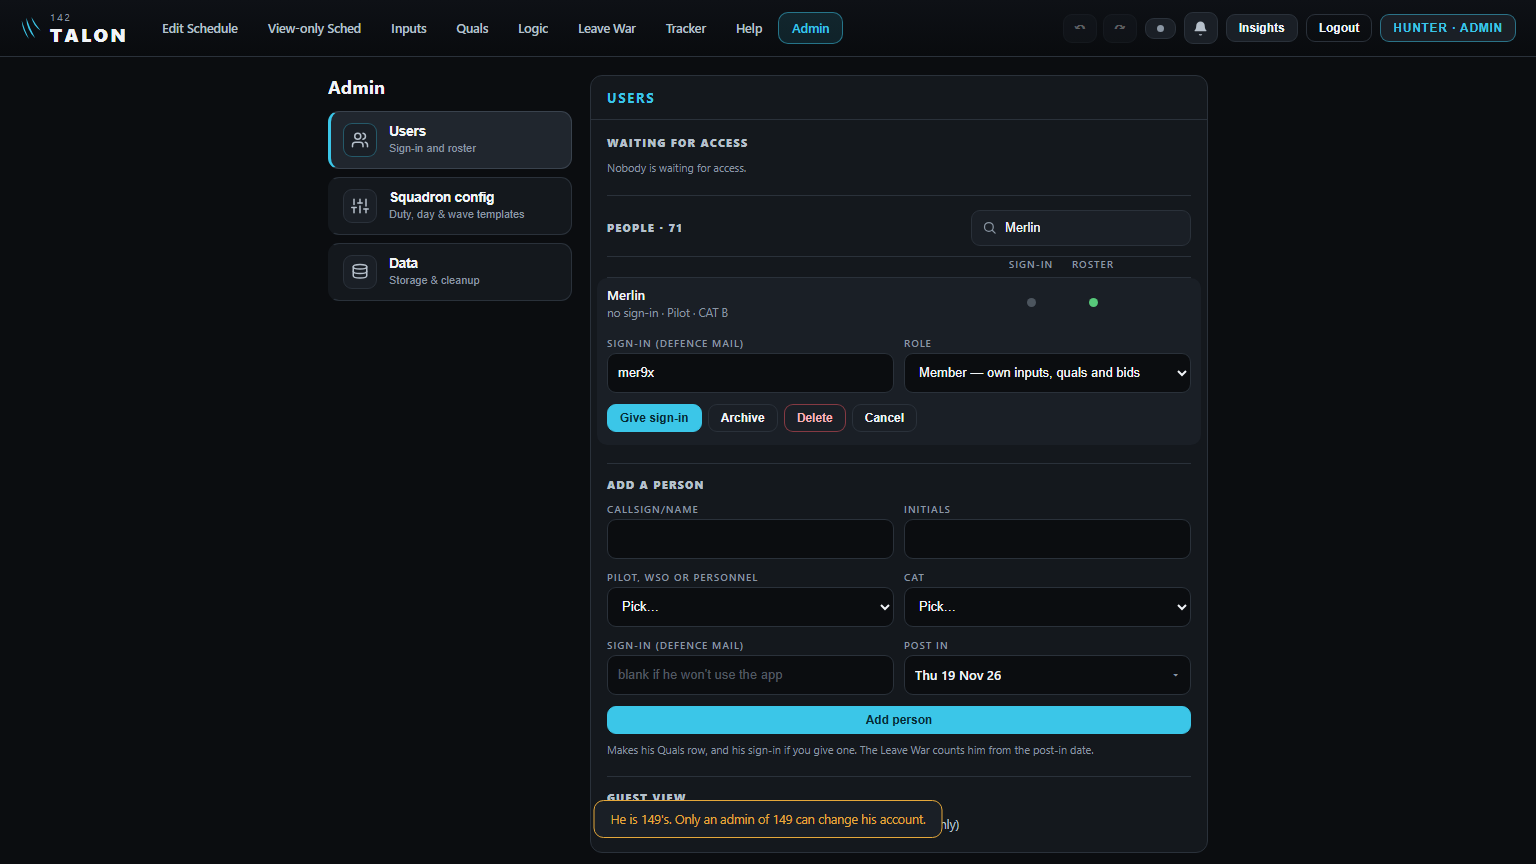 142
TALON
Edit Schedule
View-only Sched
Inputs
Quals
Logic
Leave War
Tracker
Help
Admin
Insights
Logout
HUNTER · ADMIN
Admin
Users
Sign-in and roster
Squadron config
Duty, day & wave templates
Data
Storage & cleanup
USERS
WAITING FOR ACCESS
Nobody is waiting for access.
PEOPLE · 71
Merlin
SIGN-IN ROSTER
Merlin
no sign-in · Pilot · CAT B
SIGN-IN (DEFENCE MAIL)
ROLE
mer9x
Member — own inputs, quals and bids
Give sign-in
Archive
Delete
Cancel
ADD A PERSON
CALLSIGN/NAME
INITIALS
PILOT, WSO OR PERSONNEL
CAT
Pick...
Pick...
SIGN-IN (DEFENCE MAIL)
POST IN
blank if he won't use the app
Thu 19 Nov 26
Add person
Makes his Quals row, and his sign-in if you give one. The Leave War counts him from the post-in date.
GUEST VIEW
He is 149's. Only an admin of 149 can change his account.